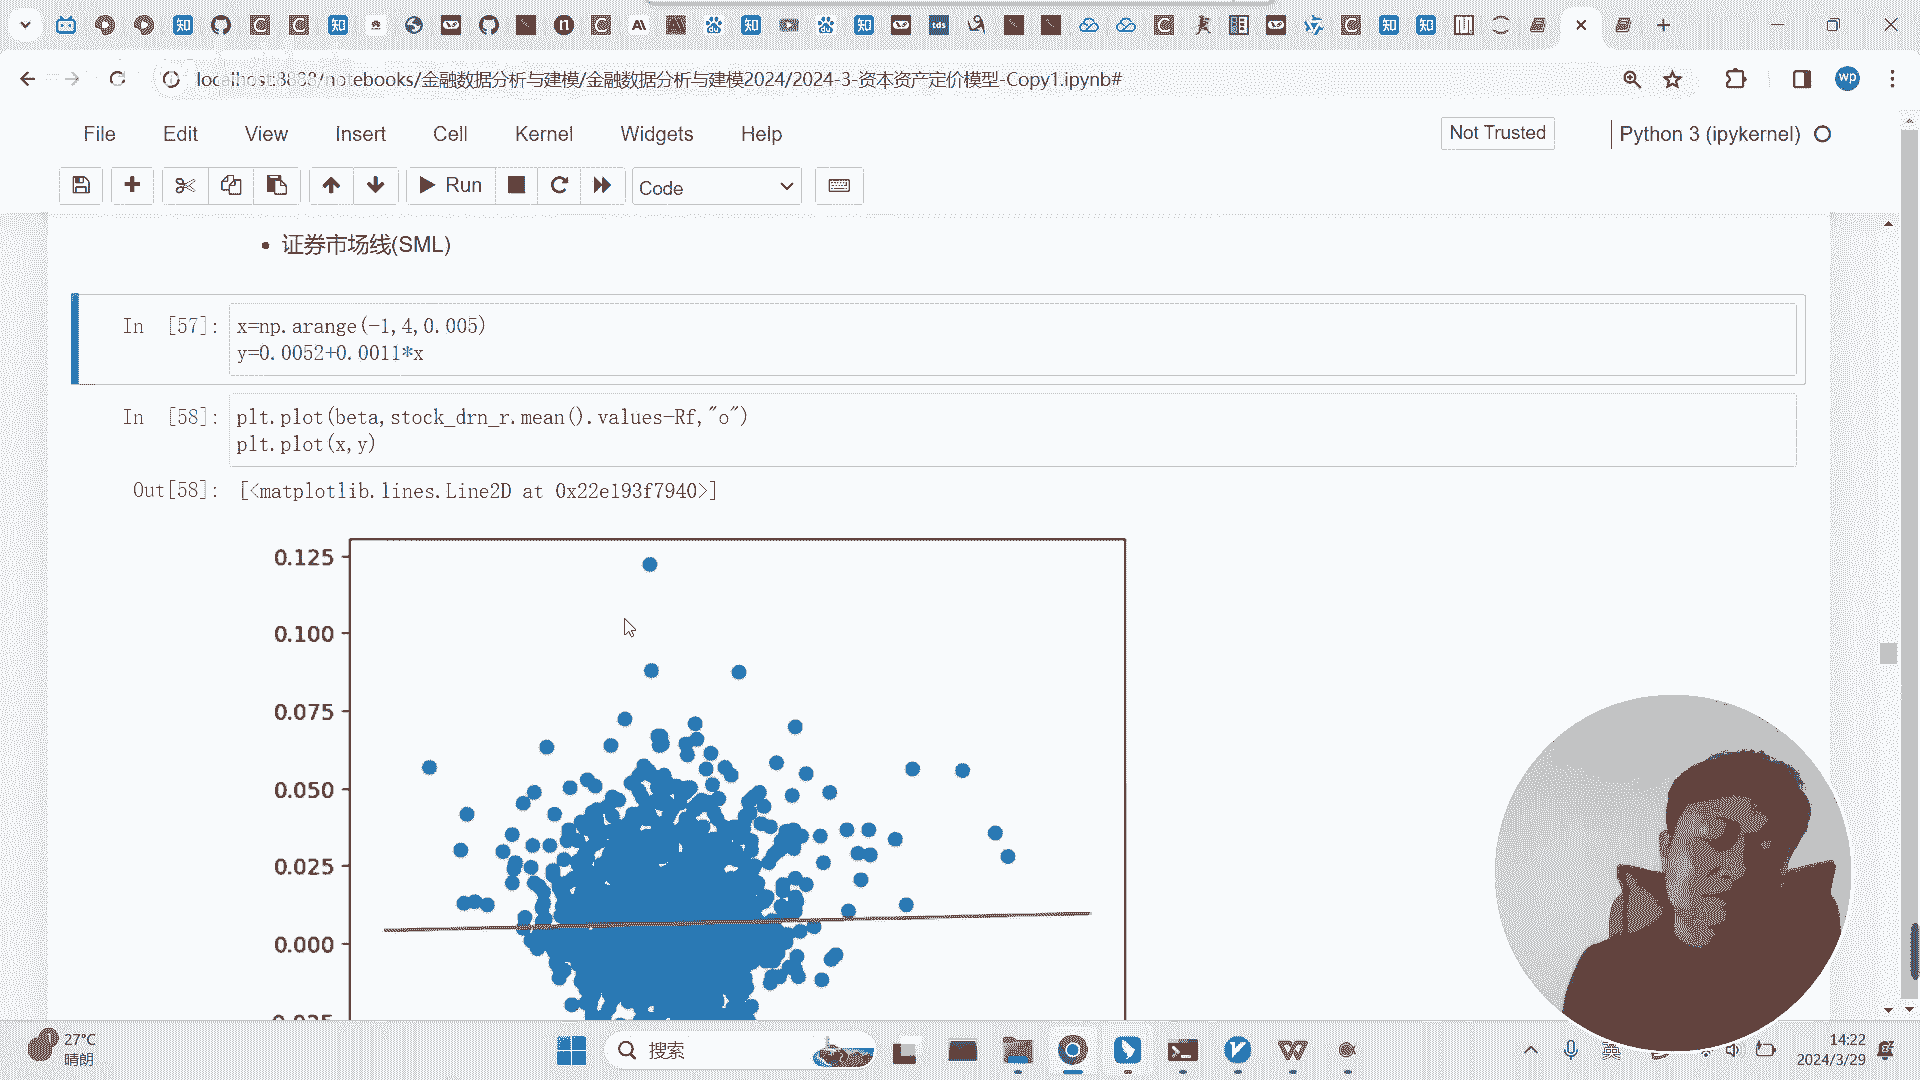 localhost:8888/notebooks/金融数据分析与建模/金融数据分析与建模2024/2024-3-资本资产定价模型-Copy1.ipynb#
wp
File Edit View Insert Cell Kernel Widgets Help
Not Trusted
Python 3 (ipykernel)
Run
Code
证券市场线(SML)
In [57]:
x=np.arange(-1,4,0.005)
y=0.0052+0.0011*x
In [58]:
plt.plot(beta,stock_drn_r.mean().values-Rf,"o")
plt.plot(x,y)
Out[58]:
[<matplotlib.lines.Line2D at 0x22e193f7940>]
0.125
0.100
0.075
0.050
0.025
0.000
27°C
晴朗
搜索
英
14:22
2024/3/29